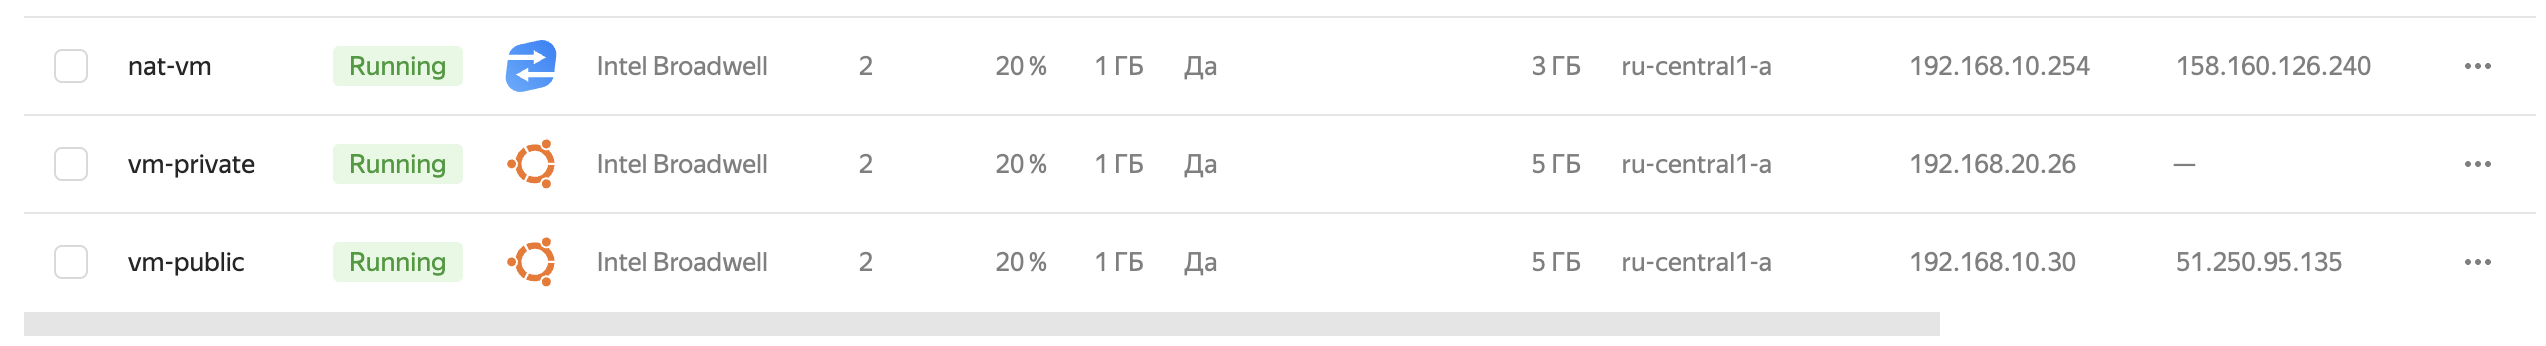 nat-vm Running Intel Broadwell 2 20 % 1 ГБ Да 3 ГБ ru-central1-a 192.168.10.254 158.160.126.240 •••
vm-private Running Intel Broadwell 2 20 % 1 ГБ Да 5 ГБ ru-central1-a 192.168.20.26 — •••
vm-public Running Intel Broadwell 2 20 % 1 ГБ Да 5 ГБ ru-central1-a 192.168.10.30 51.250.95.135 •••